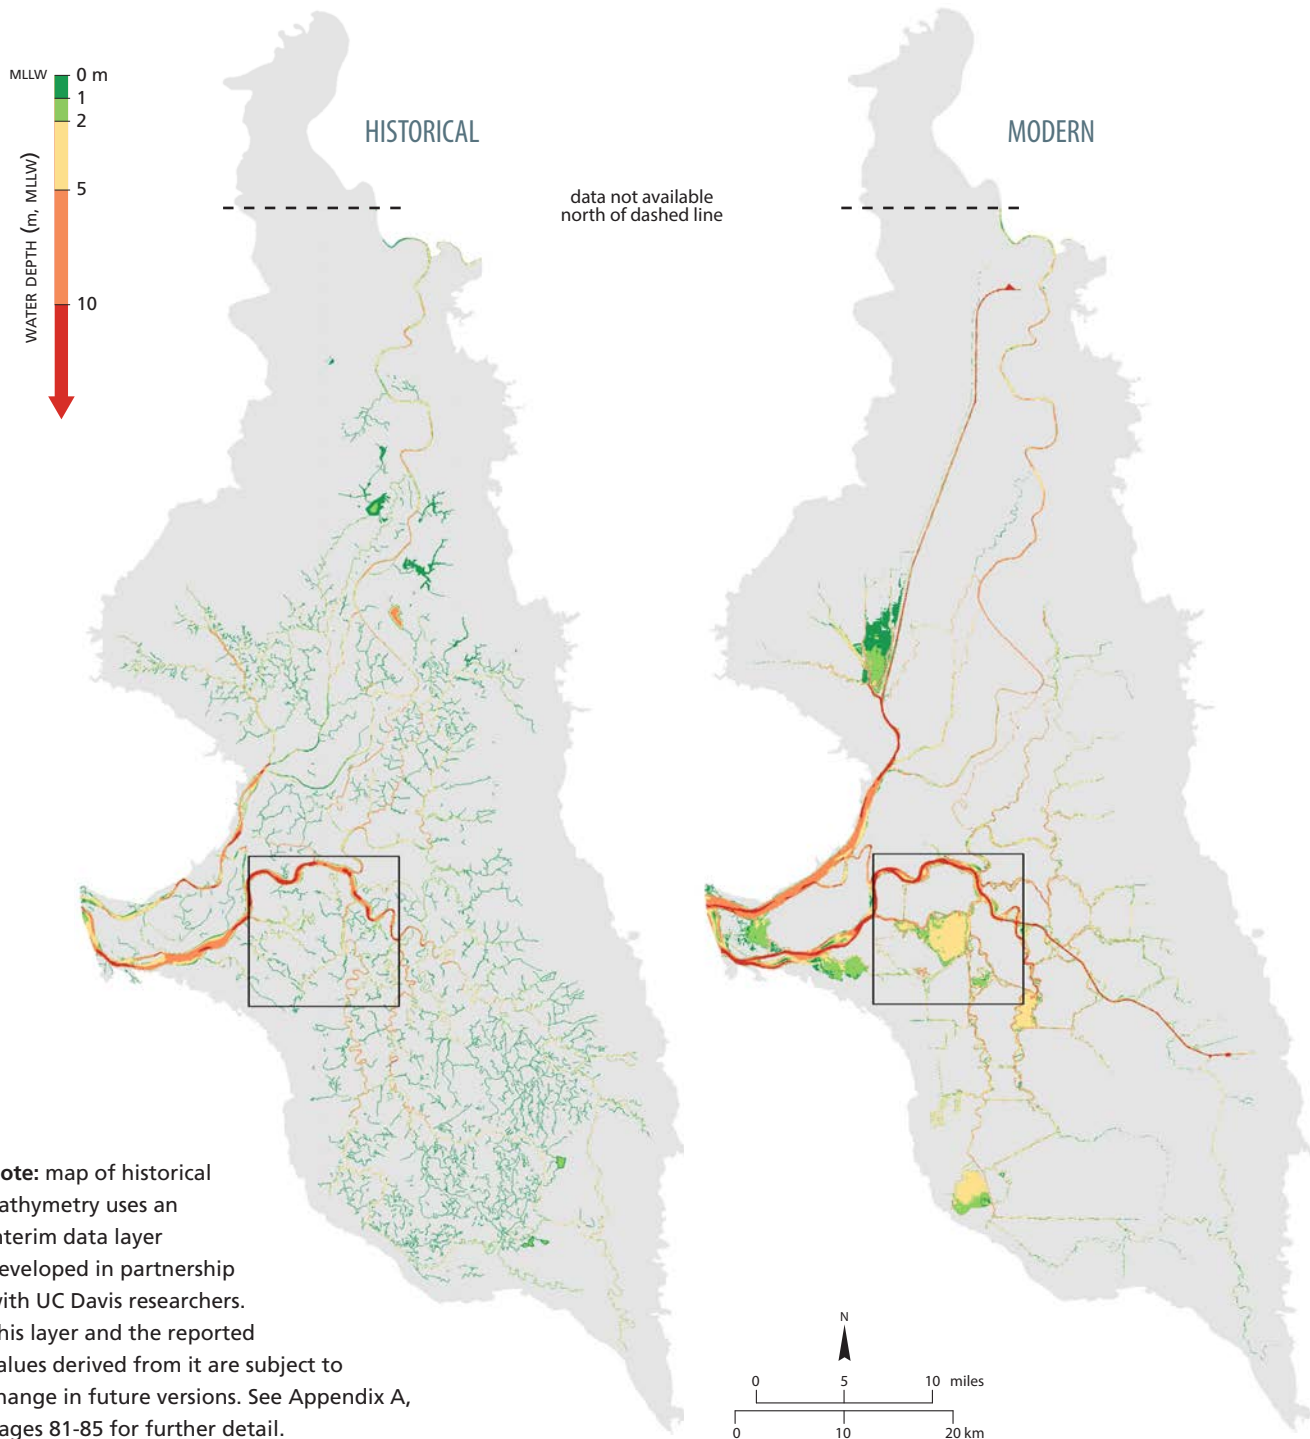 MLLW
0 m
1
2
5
10
WATER DEPTH (m, MLLW)
HISTORICAL
MODERN
data not available
north of dashed line
ote: map of historical
athymetry uses an
nterim data layer
eveloped in partnership
ith UC Davis researchers.
his layer and the reported
alues derived from it are subject to
hange in future versions. See Appendix A,
ages 81-85 for further detail.
N
0 5 10 miles
0 10 20 km